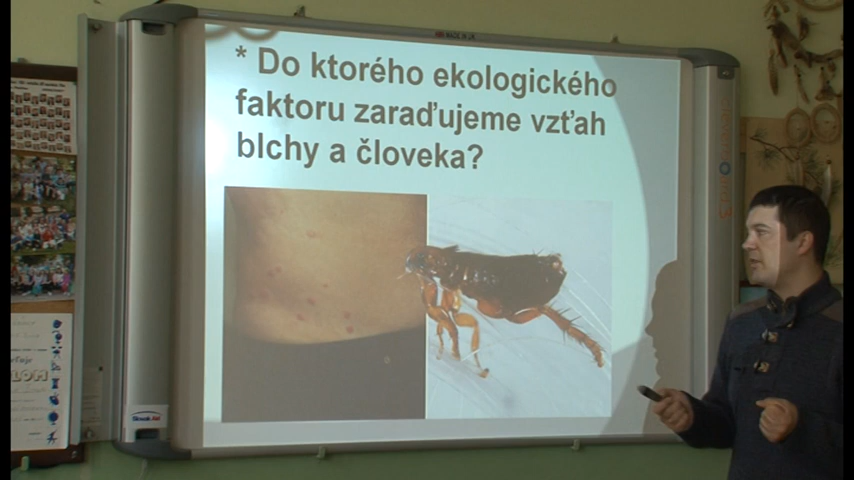 * Do ktorého ekologického
faktoru zaraďujeme vzťah
blchy a človeka?